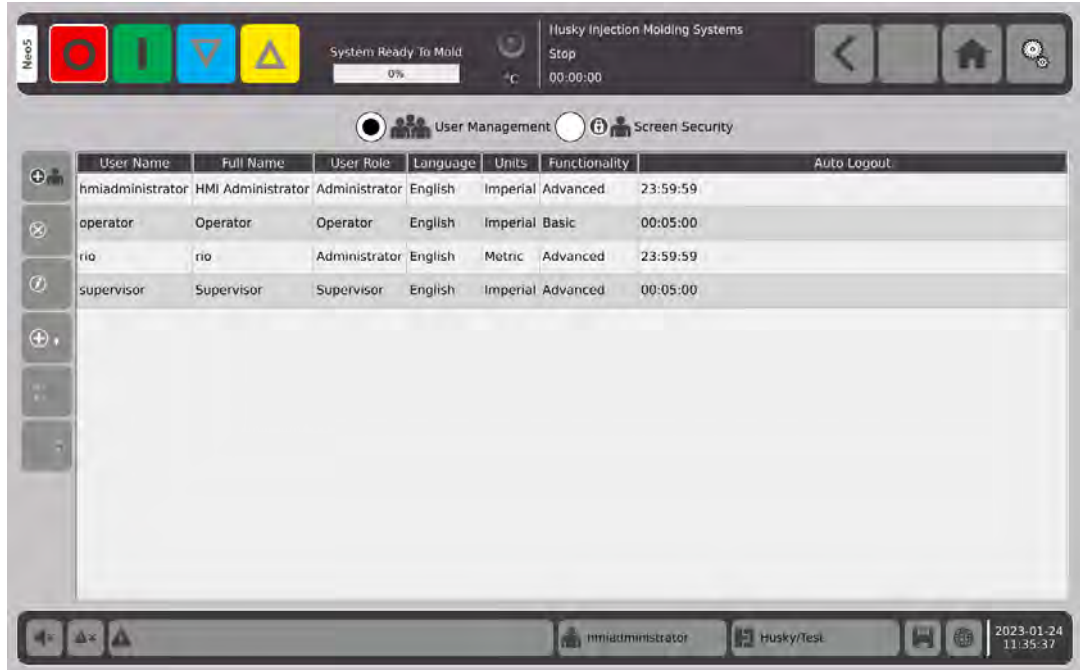 Neo5
System Ready To Mold
0%
°C
Husky Injection Molding Systems
Stop
00:00:00
User Management Screen Security
User Name Full Name User Role Language Units Functionality Auto Logout
hmiadministrator HMI Administrator Administrator English Imperial Advanced 23:59:59
operator Operator Operator English Imperial Basic 00:05:00
rio rio Administrator English Metric Advanced 23:59:59
supervisor Supervisor Supervisor English Imperial Advanced 00:05:00
hmiadministrator Husky/Test 2023-01-24
11:35:37